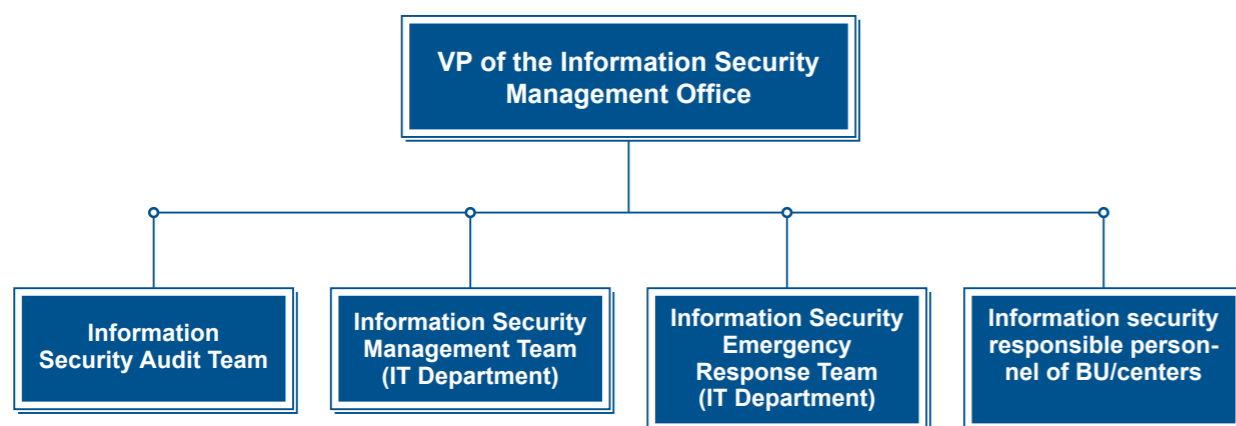 VP of the Information Security
Management Office
Information
Security Audit Team
Information Security
Management Team
(IT Department)
Information Security
Emergency
Response Team
(IT Department)
Information security
responsible person-
nel of BU/centers